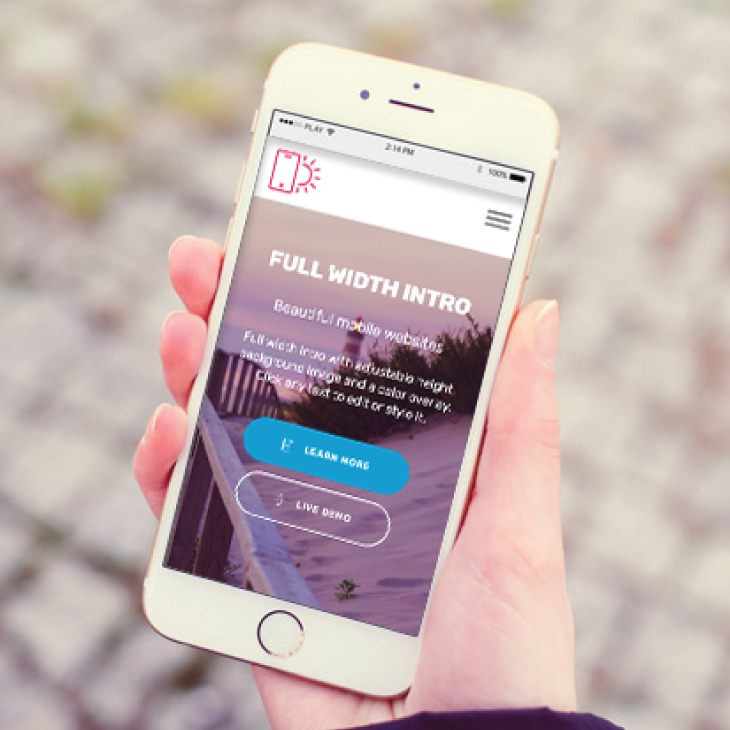 PLAY
2:14 PM
100%
FULL WIDTH INTRO
Beautiful mobile websites
Full width intro with adjustable height,
background image and a color overlay.
Click any text to edit or style it.
LEARN MORE
LIVE DEMO